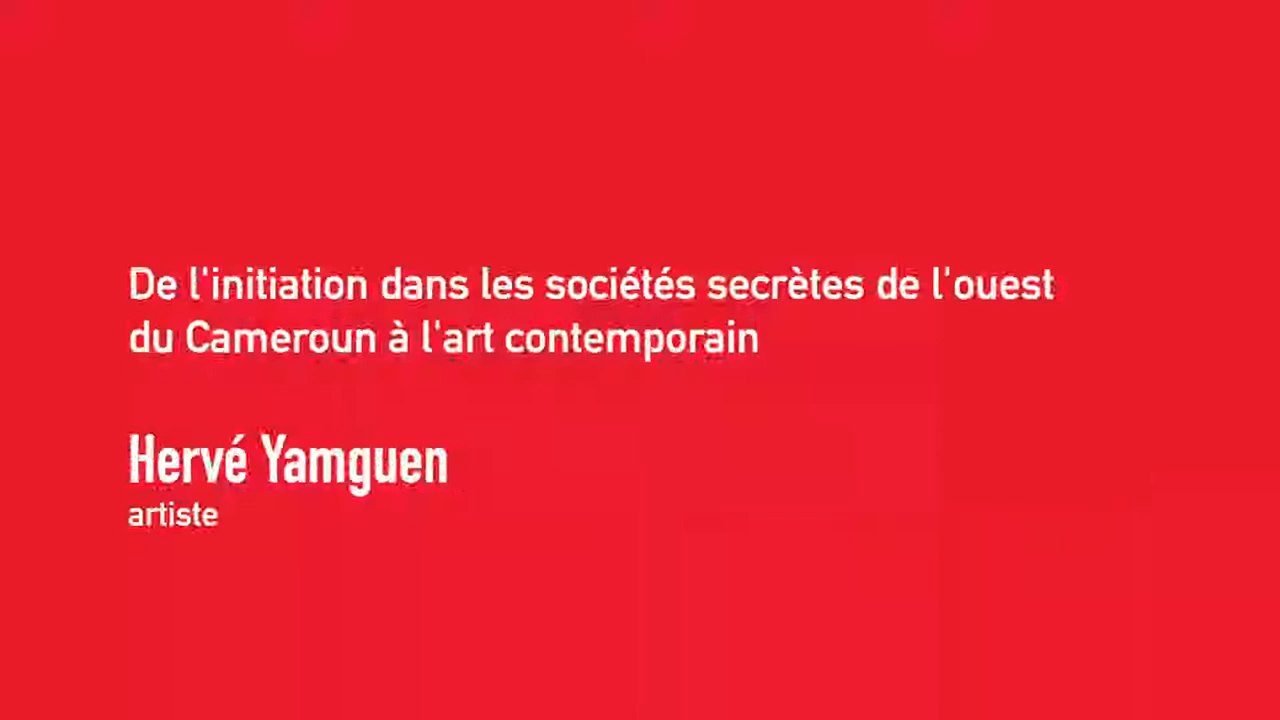 De l'initiation dans les sociétés secrètes de l'ouest
du Cameroun à l'art contemporain
Hervé Yamguen
artiste